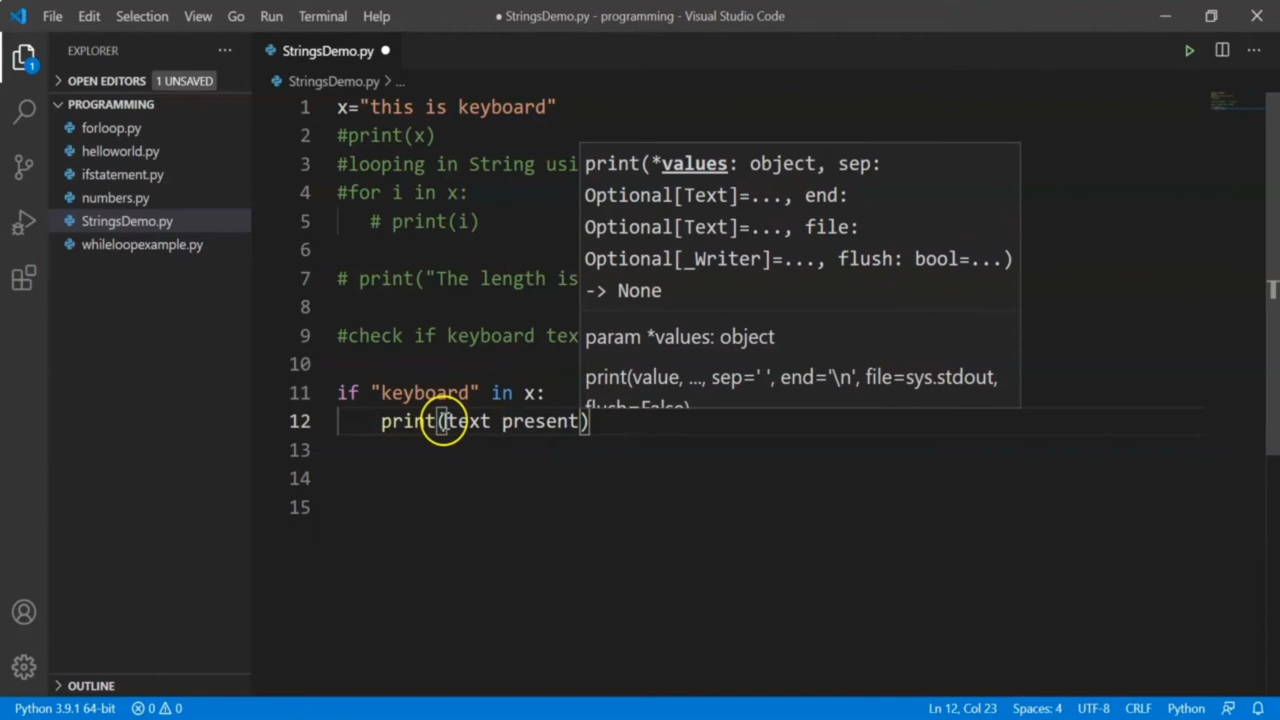 File Edit Selection View Go Run Terminal Help
● StringsDemo.py - programming - Visual Studio Code
EXPLORER
OPEN EDITORS 1 UNSAVED
PROGRAMMING
forloop.py
helloworld.py
ifstatement.py
numbers.py
StringsDemo.py
whileloopexample.py
OUTLINE
1
StringsDemo.py
StringsDemo.py > ...
1 x="this is keyboard"
2 #print(x)
3 #looping in String usi
4 #for i in x:
5 # print(i)
6
7 # print("The length is
8
9 #check if keyboard tex
10
11 if "keyboard" in x:
12 print(text present)
13
14
15
print(*values: object, sep:
Optional[Text]=..., end:
Optional[Text]=..., file:
Optional[_Writer]=..., flush: bool=...)
-> None
param *values: object
print(value, ..., sep=' ', end='\n', file=sys.stdout,
flush=False)
Python 3.9.1 64-bit 0 0 Ln 12, Col 23 Spaces: 4 UTF-8 CRLF Python